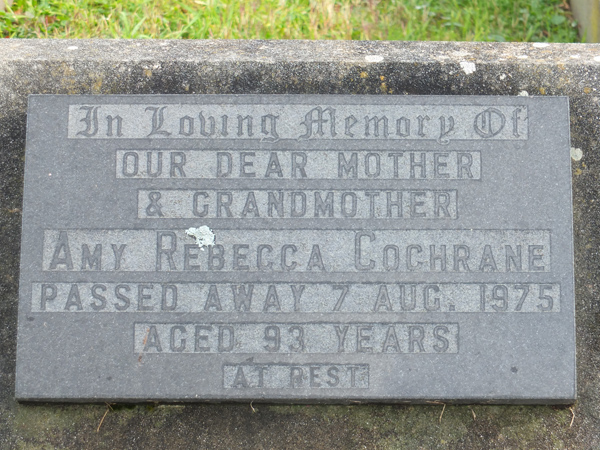 In Loving Memory Of
OUR DEAR MOTHER
& GRANDMOTHER
AMY REBECCA COCHRANE
PASSED AWAY 7 AUG. 1975
AGED 93 YEARS
AT REST